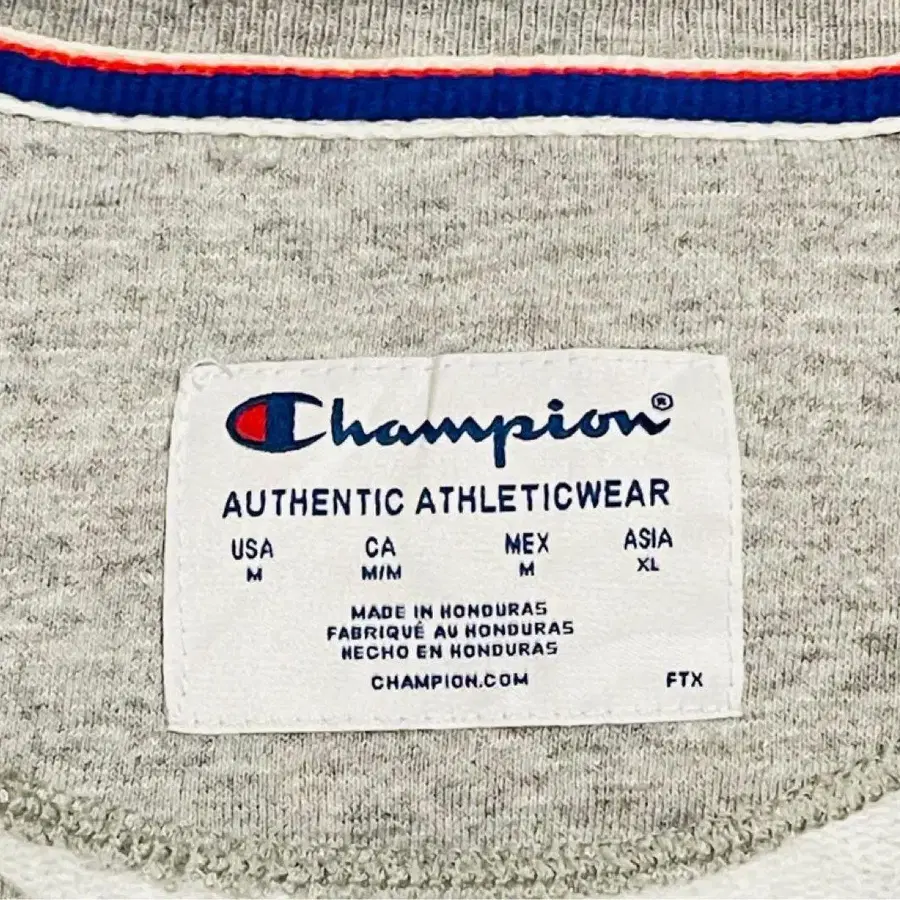 Champion®
AUTHENTIC ATHLETICWEAR
USA CA MEX ASIA
M M/M M XL
MADE IN HONDURAS
FABRIQUÉ AU HONDURAS
HECHO EN HONDURAS
CHAMPION.COM FTX